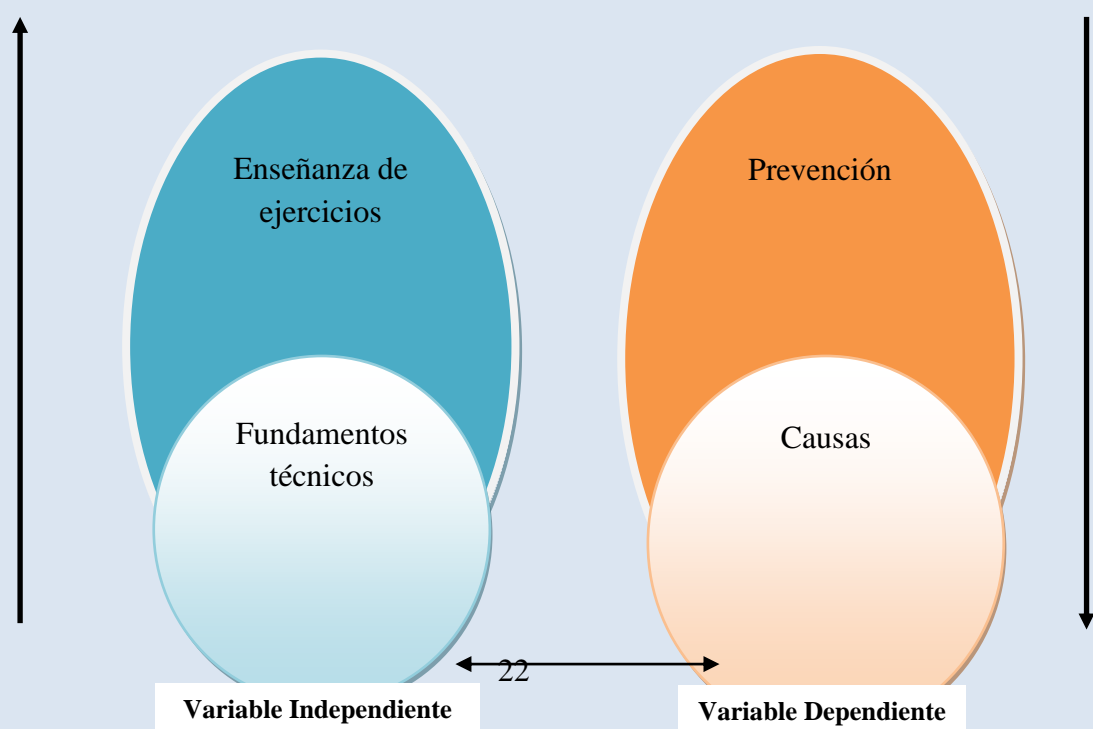 Enseñanza de
ejercicios
Prevención
Fundamentos
técnicos
Causas
22
Variable Independiente
Variable Dependiente